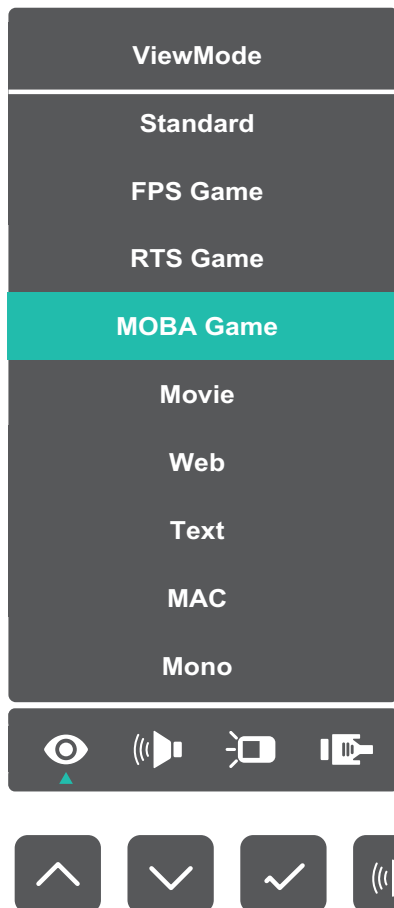 ViewMode
Standard
FPS Game
RTS Game
MOBA Game
Movie
Web
Text
MAC
Mono